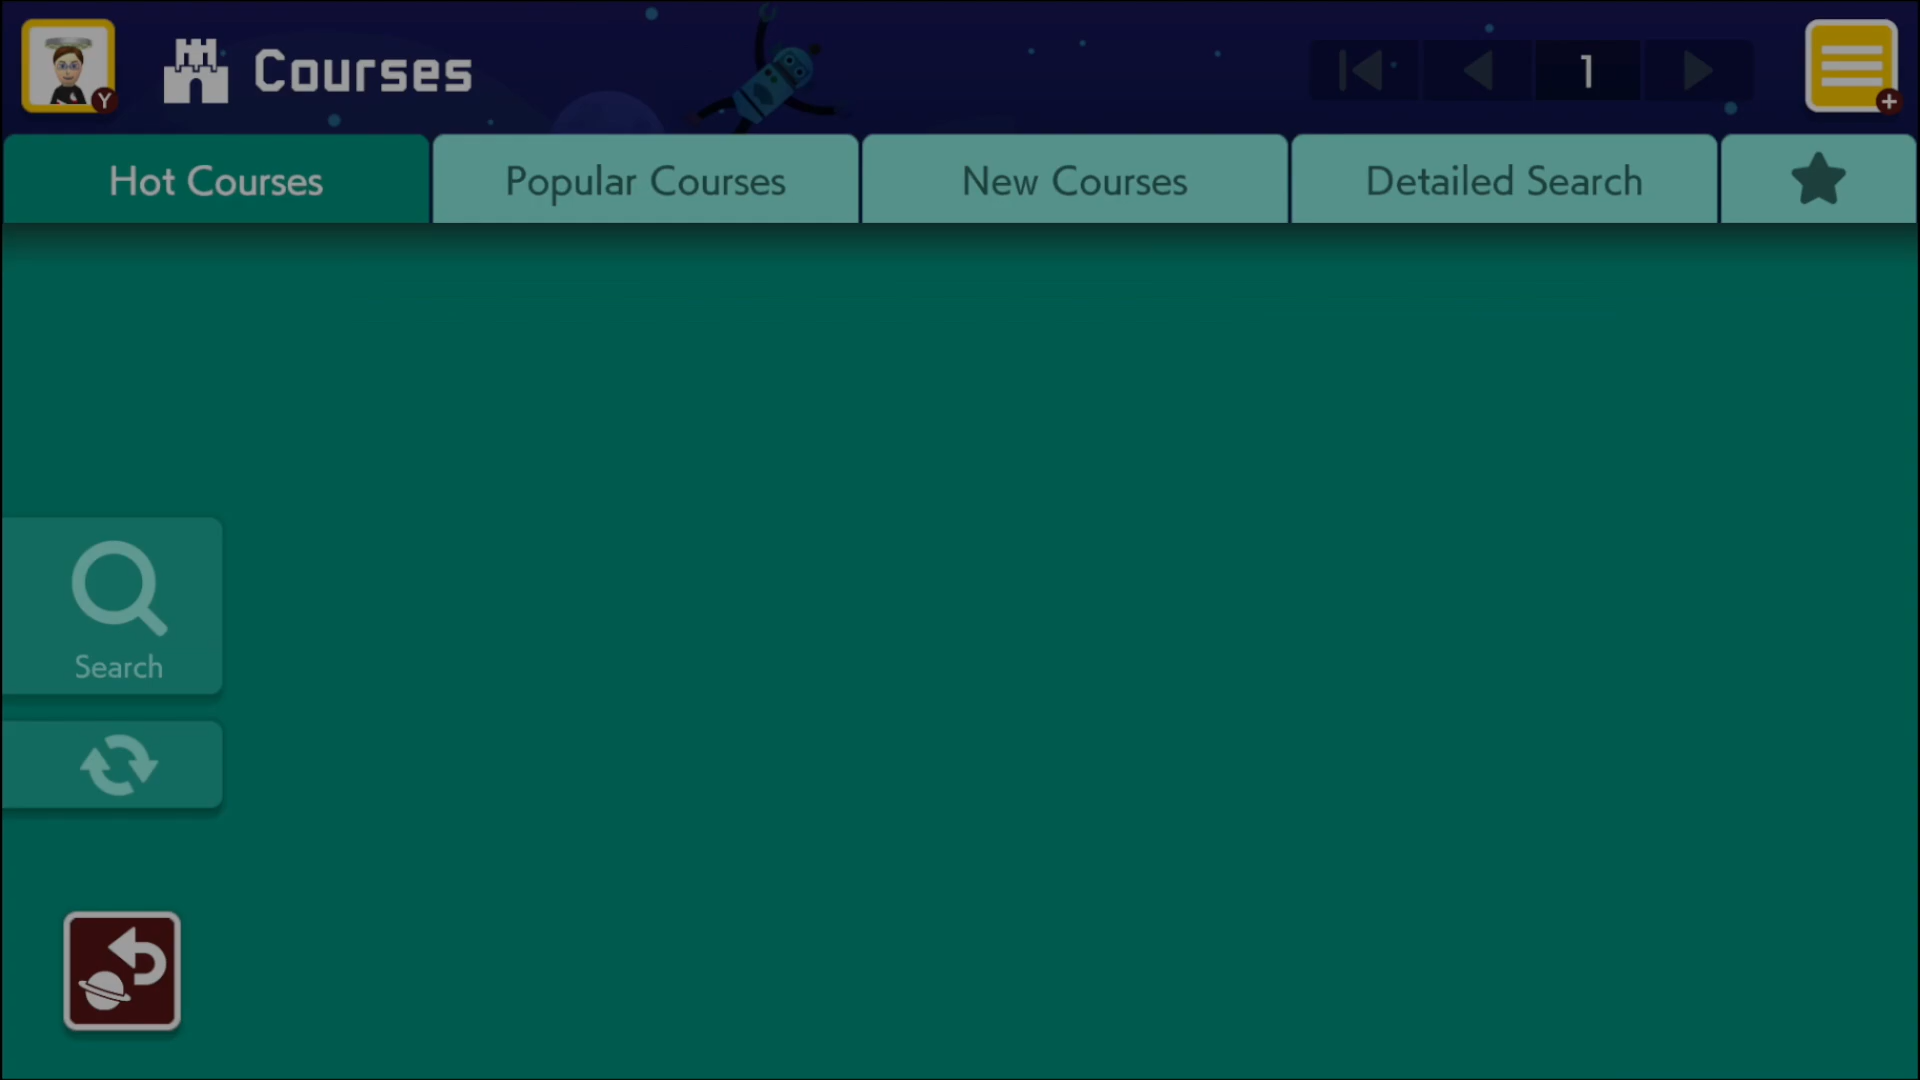 Y
Courses
1
+
Hot Courses
Popular Courses
New Courses
Detailed Search
Search